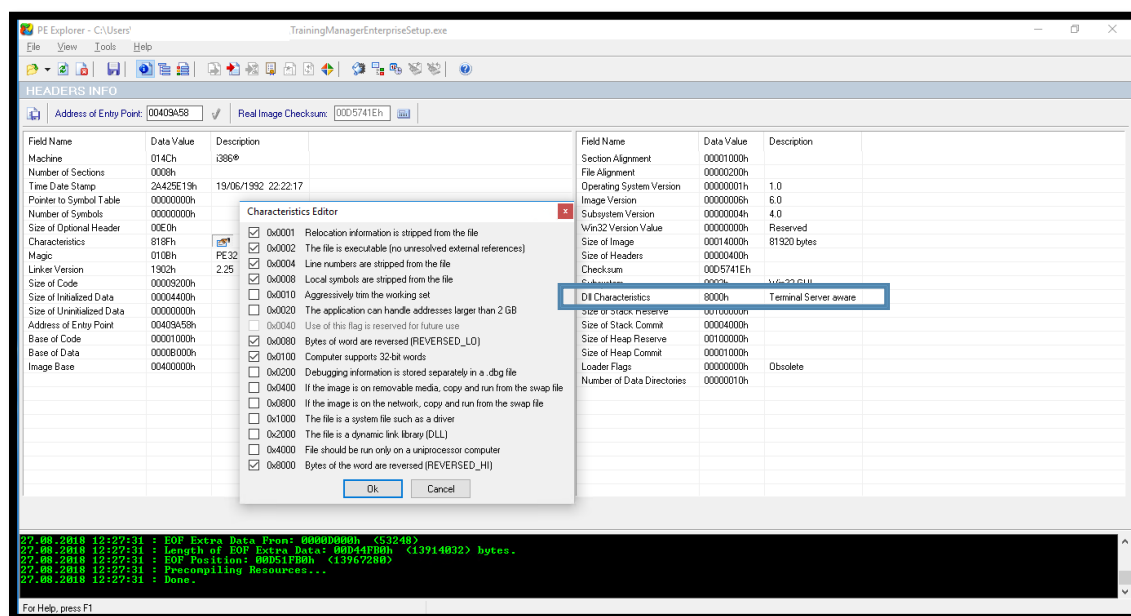 PE Explorer - C:\Users' TrainingManagerEnterpriseSetup.exe
File View Tools Help
HEADERS INFO
Address of Entry Point: 00409A58 Real Image Checksum: 00D5741Eh
Field Name Data Value Description
Machine 014Ch i386®
Number of Sections 0008h
Time Date Stamp 2A425E19h 19/06/1992 22:22:17
Pointer to Symbol Table 00000000h
Number of Symbols 00000000h
Size of Optional Header 00E0h
Characteristics 818Fh
Magic 010Bh PE32
Linker Version 1902h 2.25
Size of Code 00009200h
Size of Initialized Data 00004400h
Size of Uninitialized Data 00000000h
Address of Entry Point 00409A58h
Base of Code 00001000h
Base of Data 0000B000h
Image Base 00400000h
Characteristics Editor
0x0001 Relocation information is stripped from the file
0x0002 The file is executable (no unresolved external references)
0x0004 Line numbers are stripped from the file
0x0008 Local symbols are stripped from the file
0x0010 Aggressively trim the working set
0x0020 The application can handle addresses larger than 2 GB
0x0040 Use of this flag is reserved for future use
0x0080 Bytes of word are reversed (REVERSED_LO)
0x0100 Computer supports 32-bit words
0x0200 Debugging information is stored separately in a .dbg file
0x0400 If the image is on removable media, copy and run from the swap file
0x0800 If the image is on the network, copy and run from the swap file
0x1000 The file is a system file such as a driver
0x2000 The file is a dynamic link library (DLL)
0x4000 File should be run only on a uniprocessor computer
0x8000 Bytes of the word are reversed (REVERSED_HI)
Ok Cancel
Field Name Data Value Description
Section Alignment 00001000h
File Alignment 00000200h
Operating System Version 00000001h 1.0
Image Version 00000006h 6.0
Subsystem Version 00000004h 4.0
Win32 Version Value 00000000h Reserved
Size of Image 00014000h 81920 bytes
Size of Headers 00000400h
Checksum 00D5741Eh
Subsystem 0002h Win32 GUI
Dll Characteristics 8000h Terminal Server aware
Size of Stack Reserve 00100000h
Size of Stack Commit 00004000h
Size of Heap Reserve 00100000h
Size of Heap Commit 00001000h
Loader Flags 00000000h Obsolete
Number of Data Directories 00000010h
27.08.2018 12:27:31 : EOF Extra Data From: 0000D000h (53248)
27.08.2018 12:27:31 : Length of EOF Extra Data: 00D44FB0h (13914032) bytes.
27.08.2018 12:27:31 : EOF Position: 00D51FB0h (13967280)
27.08.2018 12:27:31 : Precompiling Resources...
27.08.2018 12:27:31 : Done.
For Help, press F1